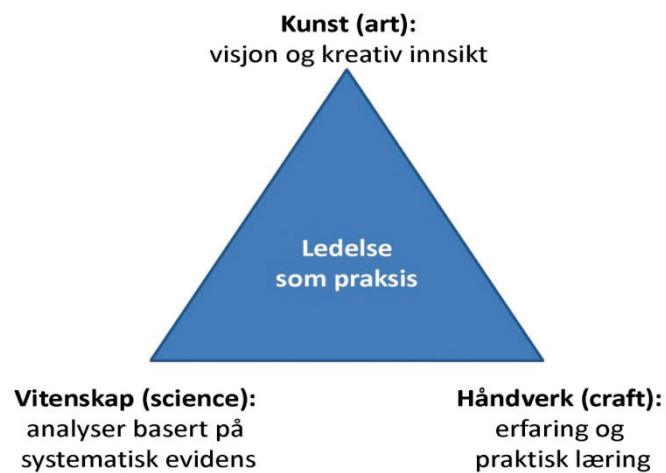 Kunst (art):
visjon og kreativ innsikt
Ledelse
som praksis
Vitenskap (science):
analyser basert på
systematisk evidens
Håndverk (craft):
erfaring og
praktisk læring